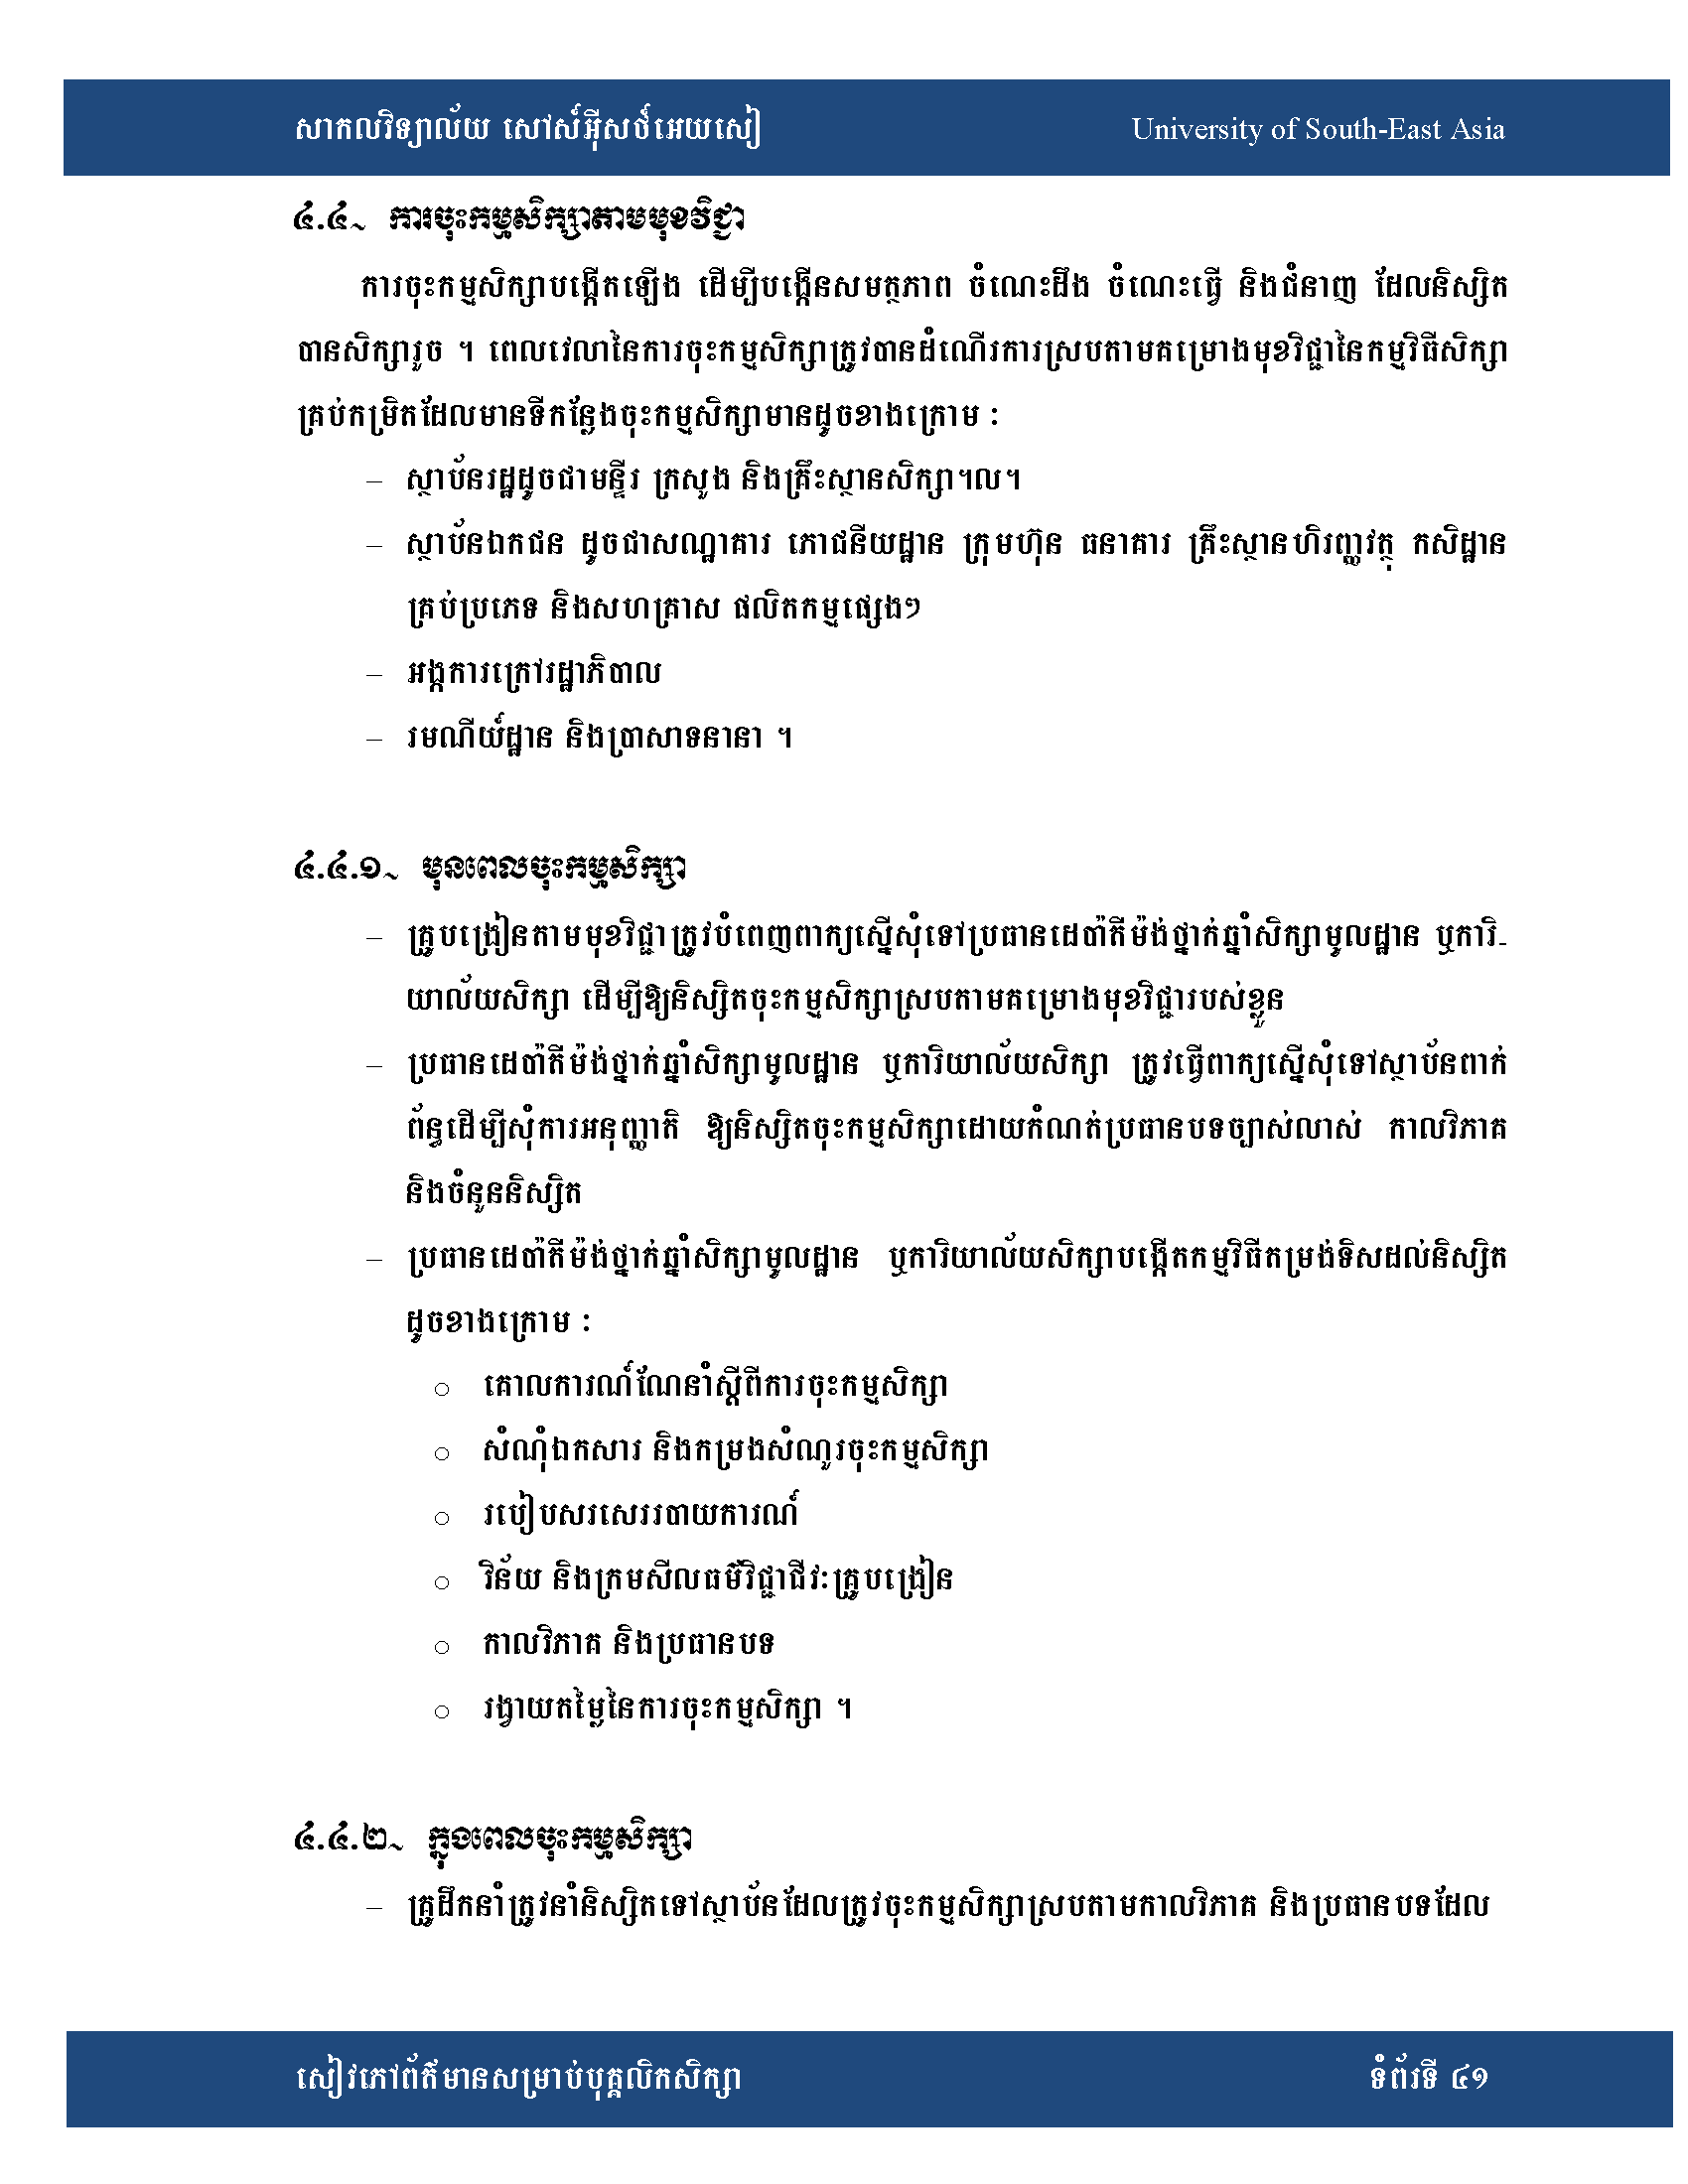 សាកលវិទ្យាល័យ សៅស៍អ៊ីសថ៍អេយសៀ University of South-East Asia
៤.៤~ ការចុះកម្មសិក្សាតាមមុខវិជ្ជា
ការចុះកម្មសិក្សាបង្កើតឡើង ដើម្បីបង្កើនសមត្ថភាព ចំណេះដឹង ចំណេះធ្វើ និងជំនាញ ដែលនិស្សិត
បានសិក្សារួច ។ ពេលវេលានៃការចុះកម្មសិក្សាត្រូវបានដំណើរការស្របតាមគម្រោងមុខវិជ្ជានៃកម្មវិធីសិក្សា
គ្រប់កម្រិតដែលមានទីកន្លែងចុះកម្មសិក្សាមានដូចខាងក្រោម ៖
– ស្ថាប័នរដ្ឋដូចជាមន្ទីរ ក្រសួង និងគ្រឹះស្ថានសិក្សា។ល។
– ស្ថាប័នឯកជន ដូចជាសណ្ឋាគារ ភោជនីយដ្ឋាន ក្រុមហ៊ុន ធនាគារ គ្រឹះស្ថានហិរញ្ញវត្ថុ កសិដ្ឋាន
គ្រប់ប្រភេទ និងសហគ្រាស ផលិតកម្មផ្សេងៗ
– អង្គការក្រៅរដ្ឋាភិបាល
– រមណីយ៍ដ្ឋាន និងប្រាសាទនានា ។
៤.៤.១~ មុនពេលចុះកម្មសិក្សា
– គ្រូបង្រៀនតាមមុខវិជ្ជាត្រូវបំពេញពាក្យស្នើសុំទៅប្រធានដេប៉ាតឺម៉ង់ថ្នាក់ឆ្នាំសិក្សាមូលដ្ឋាន ឬការិ-
យាល័យសិក្សា ដើម្បីឱ្យនិស្សិតចុះកម្មសិក្សាស្របតាមគម្រោងមុខវិជ្ជារបស់ខ្លួន
– ប្រធានដេប៉ាតឺម៉ង់ថ្នាក់ឆ្នាំសិក្សាមូលដ្ឋាន ឬការិយាល័យសិក្សា ត្រូវធ្វើពាក្យស្នើសុំទៅស្ថាប័នពាក់
ព័ន្ធដើម្បីសុំការអនុញ្ញាតិ ឱ្យនិស្សិតចុះកម្មសិក្សាដោយកំណត់ប្រធានបទច្បាស់លាស់ កាលវិភាគ
និងចំនួននិស្សិត
– ប្រធានដេប៉ាតឺម៉ង់ថ្នាក់ឆ្នាំសិក្សាមូលដ្ឋាន ឬការិយាល័យសិក្សាបង្កើតកម្មវិធីតម្រង់ទិសដល់និស្សិត
ដូចខាងក្រោម ៖
o គោលការណ៍ណែនាំស្តីពីការចុះកម្មសិក្សា
o សំណុំឯកសារ និងកម្រងសំណួរចុះកម្មសិក្សា
o របៀបសរសេររបាយការណ៍
o វិន័យ និងក្រមសីលធម៌វិជ្ជាជីវៈគ្រូបង្រៀន
o កាលវិភាគ និងប្រធានបទ
o រង្វាយតម្លៃនៃការចុះកម្មសិក្សា ។
៤.៤.២~ ក្នុងពេលចុះកម្មសិក្សា
– គ្រូដឹកនាំត្រូវនាំនិស្សិតទៅស្ថាប័នដែលត្រូវចុះកម្មសិក្សាស្របតាមកាលវិភាគ និងប្រធានបទដែល
សៀវភៅព័ត៌មានសម្រាប់បុគ្គលិកសិក្សា ទំព័រទី ៤១